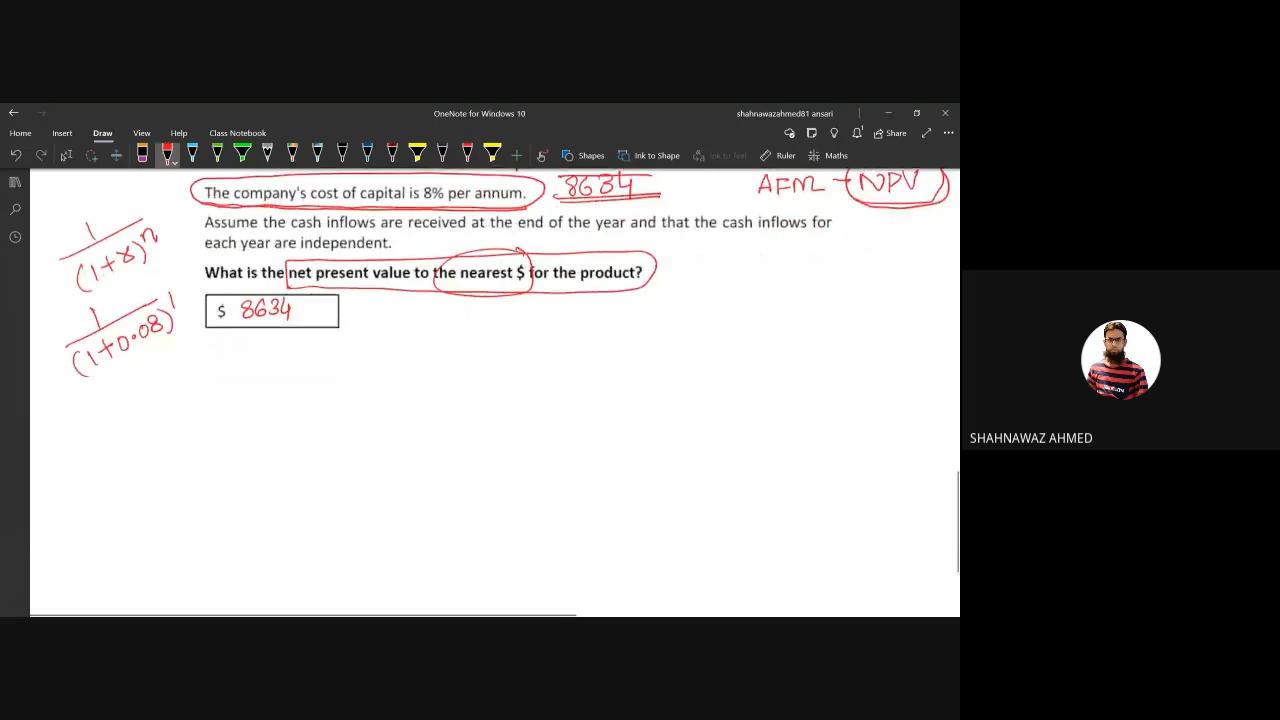 OneNote for Windows 10
shahnawazahmed81 ansari
Home Insert Draw View Help Class Notebook
Share
Shapes Ink to Shape Ink to Text Ruler Maths
The company's cost of capital is 8% per annum.
8634
AFM - NPV
Assume the cash inflows are received at the end of the year and that the cash inflows for
each year are independent.
1
(1+r)^n
What is the net present value to the nearest $ for the product?
$ 8634
1
(1+0.08)^1
SHAHNAWAZ AHMED